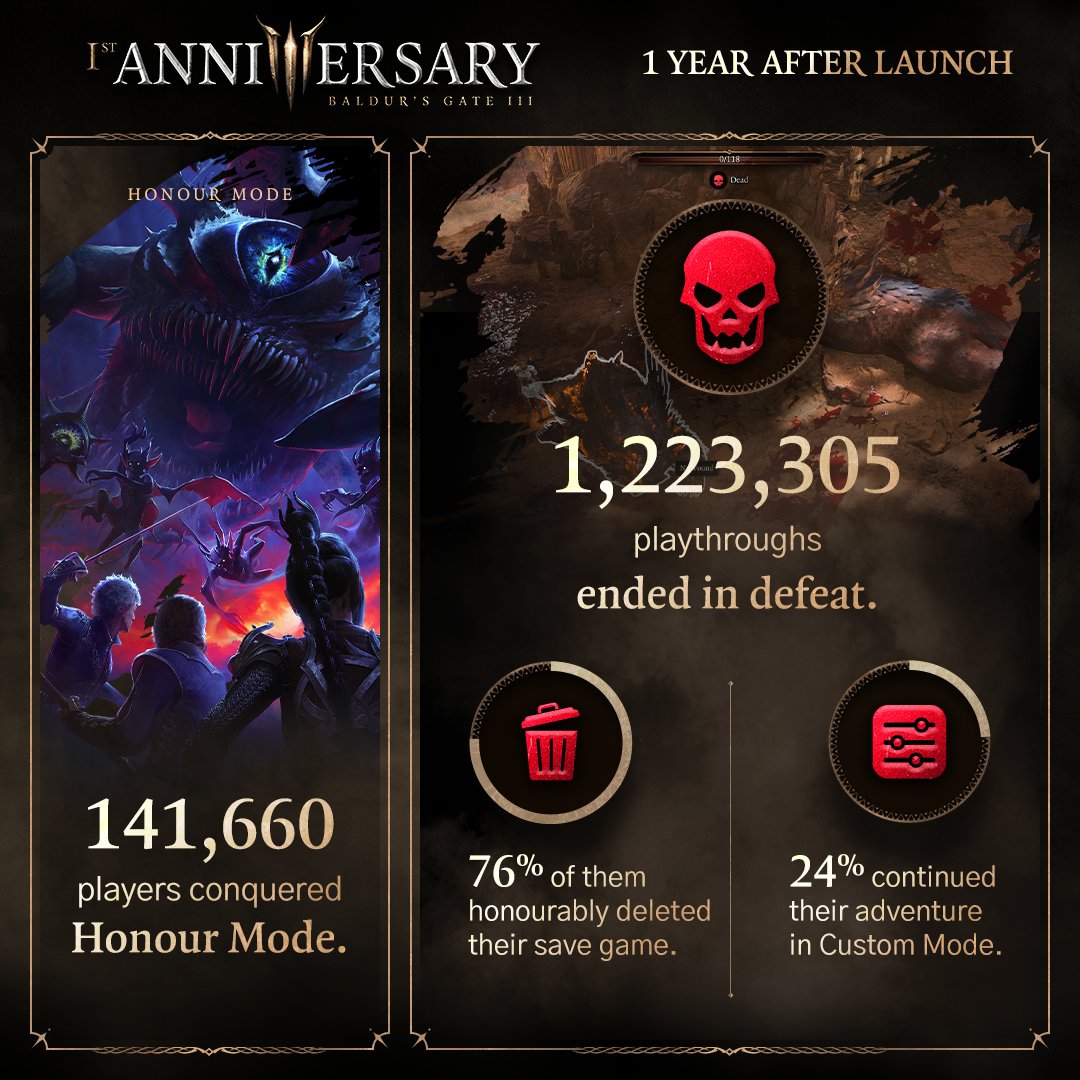 1ST ANNIVERSARY
BALDUR'S GATE III
1 YEAR AFTER LAUNCH
HONOUR MODE
141,660
players conquered
Honour Mode.
0/118
Dead
1,223,305
playthroughs
ended in defeat.
76% of them
honourably deleted
their save game.
24% continued
their adventure
in Custom Mode.